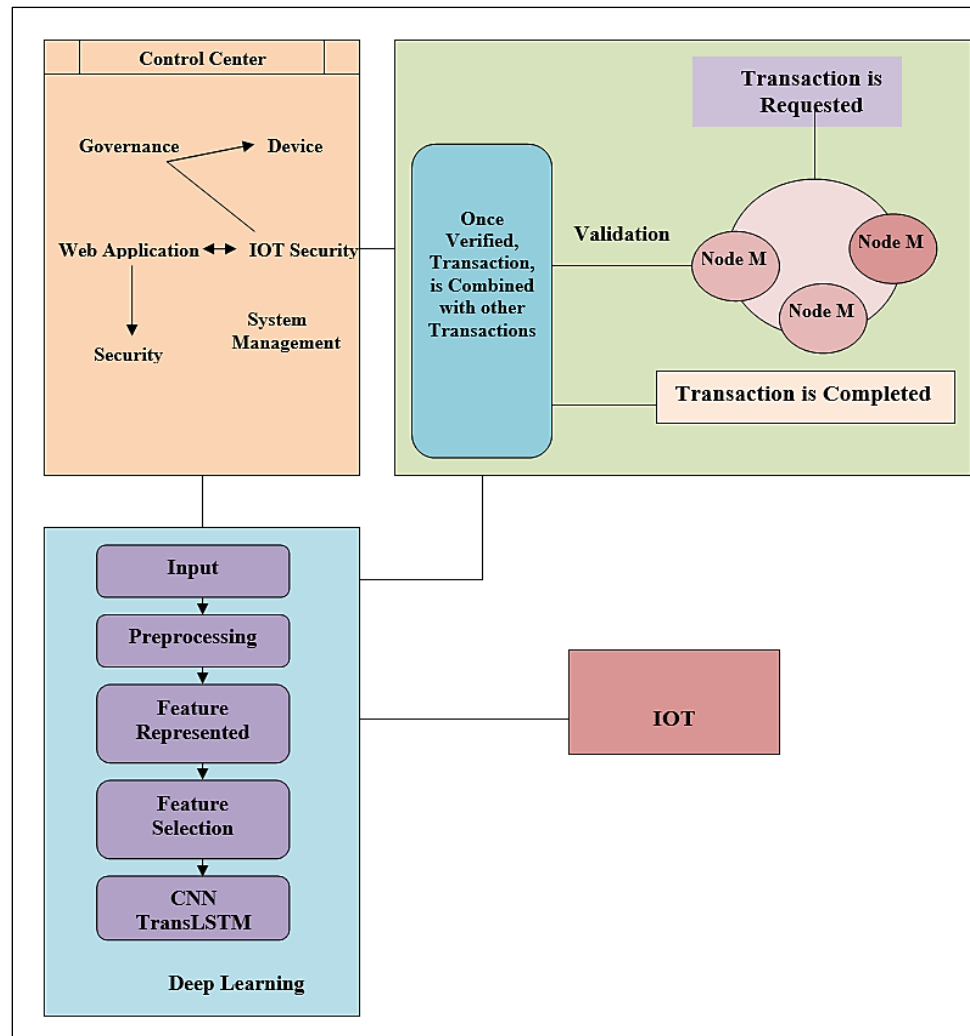 Control Center
Governance
Device
Web Application
IOT Security
System
Management
Security
Transaction is
Requested
Once
Verified,
Transaction,
is Combined
with other
Transactions
Validation
Node M
Node M
Node M
Transaction is Completed
Input
Preprocessing
Feature
Represented
Feature
Selection
CNN
TransLSTM
Deep Learning
IOT